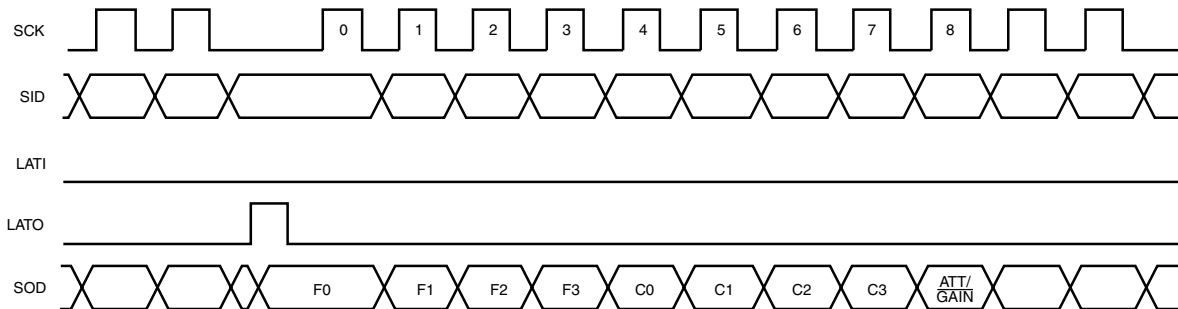 SCK 0 1 2 3 4 5 6 7 8
SID
LATI
LATO
SOD F0 F1 F2 F3 C0 C1 C2 C3 ATT/
GAIN